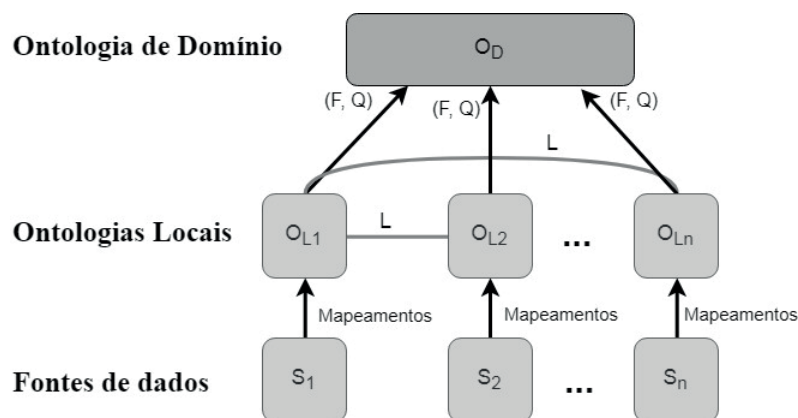 Ontologia de Domínio
O_D
(F, Q)
(F, Q)
(F, Q)
L
Ontologias Locais
O_L1
L
O_L2
...
O_Ln
Mapeamentos
Mapeamentos
Mapeamentos
Fontes de dados
S_1
S_2
...
S_n